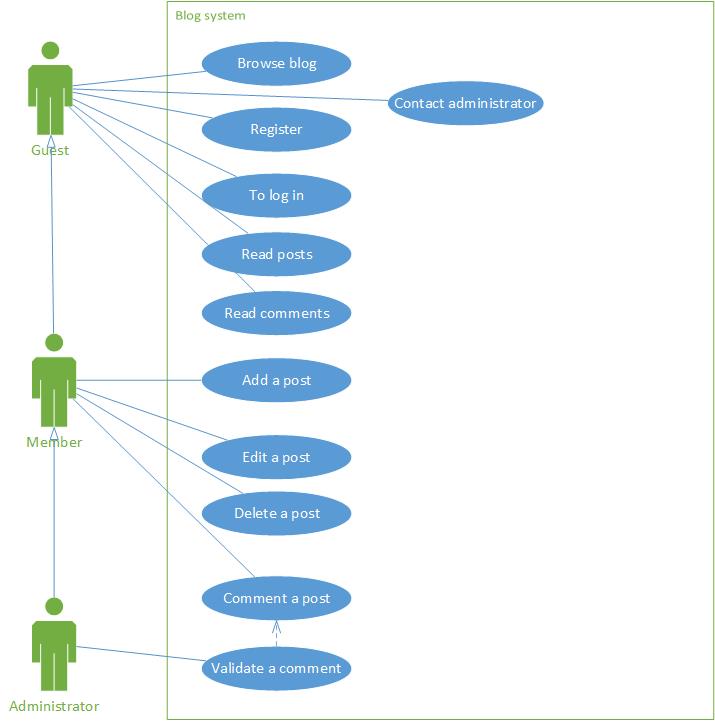 Blog system
Browse blog
Contact administrator
Register
Guest
To log in
Read posts
Read comments
Add a post
Member
Edit a post
Delete a post
Comment a post
Validate a comment
Administrator